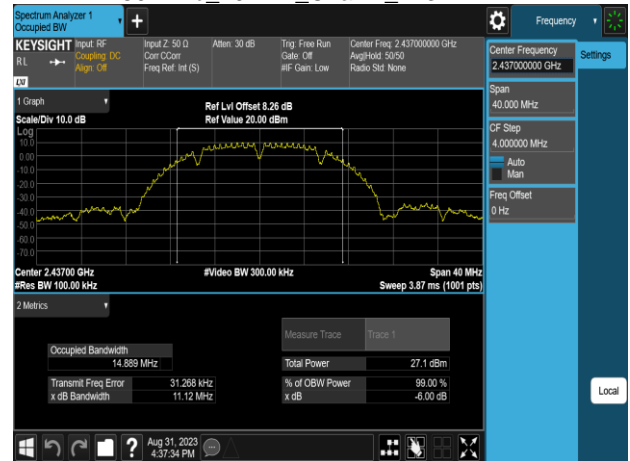 Spectrum Analyzer 1
Occupied BW
Frequency
KEYSIGHT
Input: RF
Input Z: 50 Ω
Atten: 30 dB
Trig: Free Run
Center Freq: 2.437000000 GHz
RL
Coupling: DC
Corr CCorr
Gate: Off
Avg|Hold: 50/50
Align: Off
Freq Ref: Int (S)
#IF Gain: Low
Radio Std: None
LXI
Center Frequency
2.437000000 GHz
Settings
Span
40.000 MHz
CF Step
4.000000 MHz
Auto
Man
Freq Offset
0 Hz
1 Graph
Ref Lvl Offset 8.26 dB
Scale/Div 10.0 dB
Ref Value 20.00 dBm
Log
10.0
0.00
-10.0
-20.0
-30.0
-40.0
-50.0
-60.0
-70.0
Center 2.43700 GHz
#Video BW 300.00 kHz
Span 40 MHz
#Res BW 100.00 kHz
Sweep 3.87 ms (1001 pts)
2 Metrics
Measure Trace
Trace 1
Occupied Bandwidth
14.889 MHz
Total Power
27.1 dBm
Transmit Freq Error
31.268 kHz
% of OBW Power
99.00 %
x dB Bandwidth
11.12 MHz
x dB
-6.00 dB
Local
?
Aug 31, 2023
4:37:34 PM